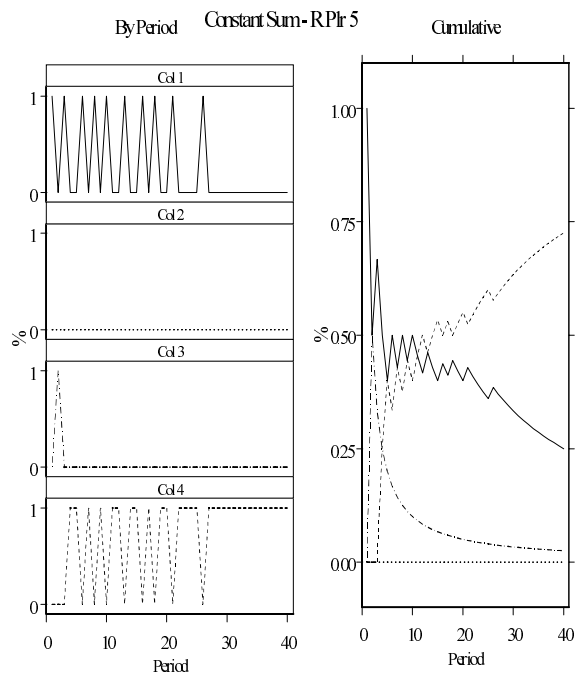 Constant Sum - R Plr 5
By Period
Cumulative
Col 1
1
0
Col 2
1
0
%
Col 3
1
0
Col 4
1
0
0 10 20 30 40
Period
1.00
0.75
% 0.50
0.25
0.00
0 10 20 30 40
Period